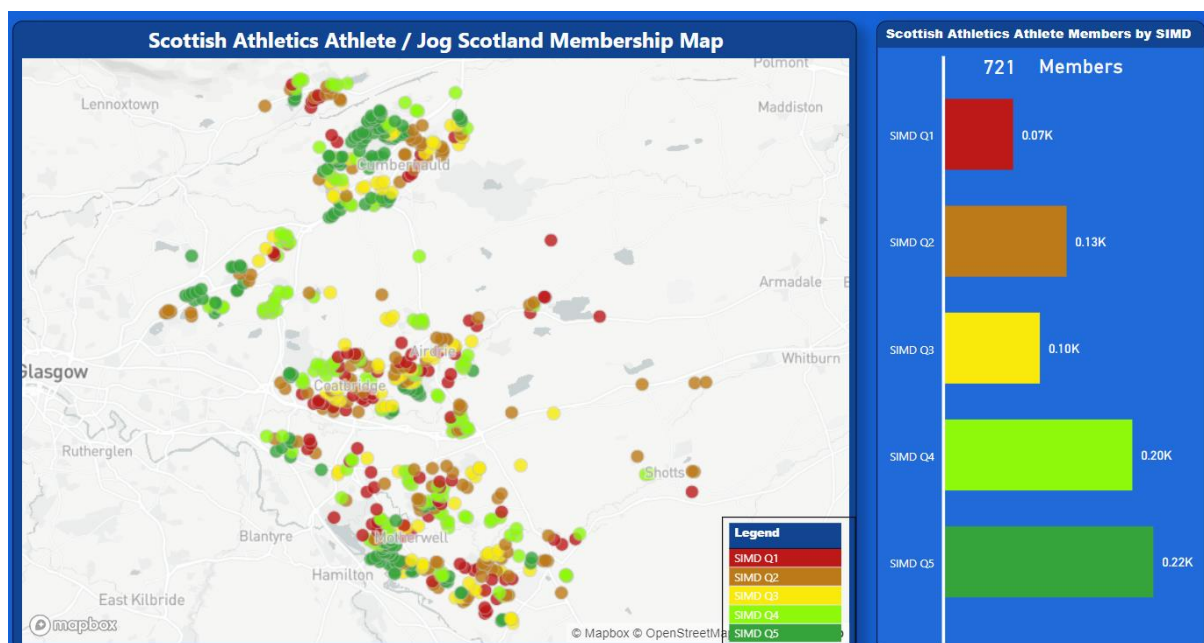 Scottish Athletics Athlete / Jog Scotland Membership Map
Polmont
Lennoxtown
Maddiston
Cumbernauld
Armadale
Airdrie
Whitburn
Glasgow
Coatbridge
Rutherglen
Shotts
Blantyre
Motherwell
Hamilton
East Kilbride
mapbox
© Mapbox © OpenStreetMa
Legend
SIMD Q1
SIMD Q2
SIMD Q3
SIMD Q4
SIMD Q5
Scottish Athletics Athlete Members by SIMD
721 Members
SIMD Q1 0.07K
SIMD Q2 0.13K
SIMD Q3 0.10K
SIMD Q4 0.20K
SIMD Q5 0.22K